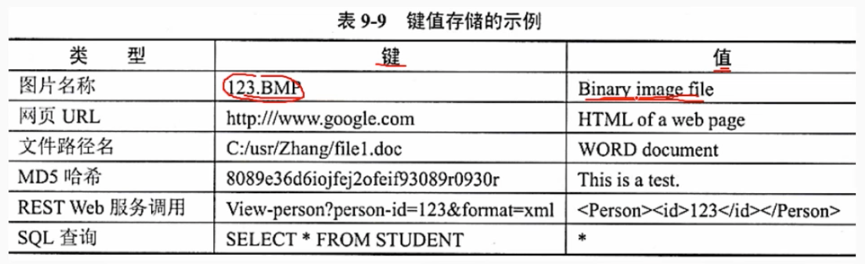 表 9-9 键值存储的示例
类 型 键 值
图片名称 123.BMP Binary image file
网页 URL http:///www.google.com HTML of a web page
文件路径名 C:/usr/Zhang/file1.doc WORD document
MD5 哈希 8089e36d6iojfej2ofeif93089r0930r This is a test.
REST Web 服务调用 View-person?person-id=123&format=xml <Person><id>123</id></Person>
SQL 查询 SELECT * FROM STUDENT *